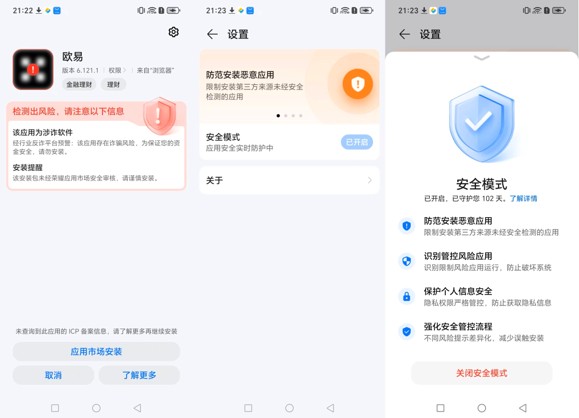 21:22
欧易
版本 6.121.1 | 权限 > | 来自"浏览器"
金融理财 理财
检测出风险，请注意以下信息
该应用为涉诈软件
经行业反诈平台预警：该应用存在诈骗风险，为保证您的资
金安全，请勿安装。
安装提醒
该安装包未经荣耀应用市场安全审核，请谨慎安装。
未查询到此应用的 ICP 备案信息，请了解更多再继续安装
应用市场安装
取消 了解更多
21:23
设置
防范安装恶意应用
限制安装第三方来源未经安全
检测的应用
安全模式
应用安全实时防护中
已开启
关于
21:23
设置
安全模式
已开启，已守护您 102 天。了解详情
防范安装恶意应用
限制安装第三方来源未经安全检测的应用
识别管控风险应用
识别限制风险应用运行，防止破坏系统
保护个人信息安全
隐私权限严格管控，防止获取隐私信息
强化安全管控流程
不同风险提示差异化，减少误触安装
关闭安全模式